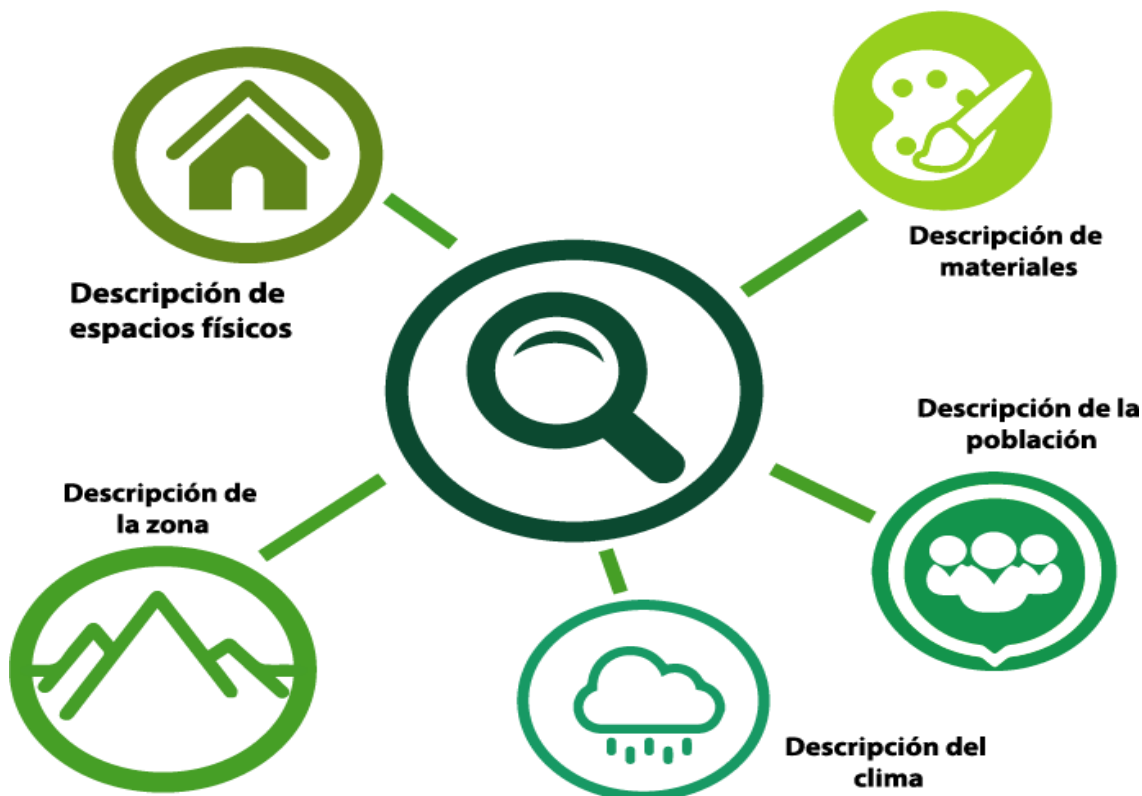 Descripción de
materiales
Descripción de
espacios físicos
Descripción de la
población
Descripción de
la zona
Descripción del
clima